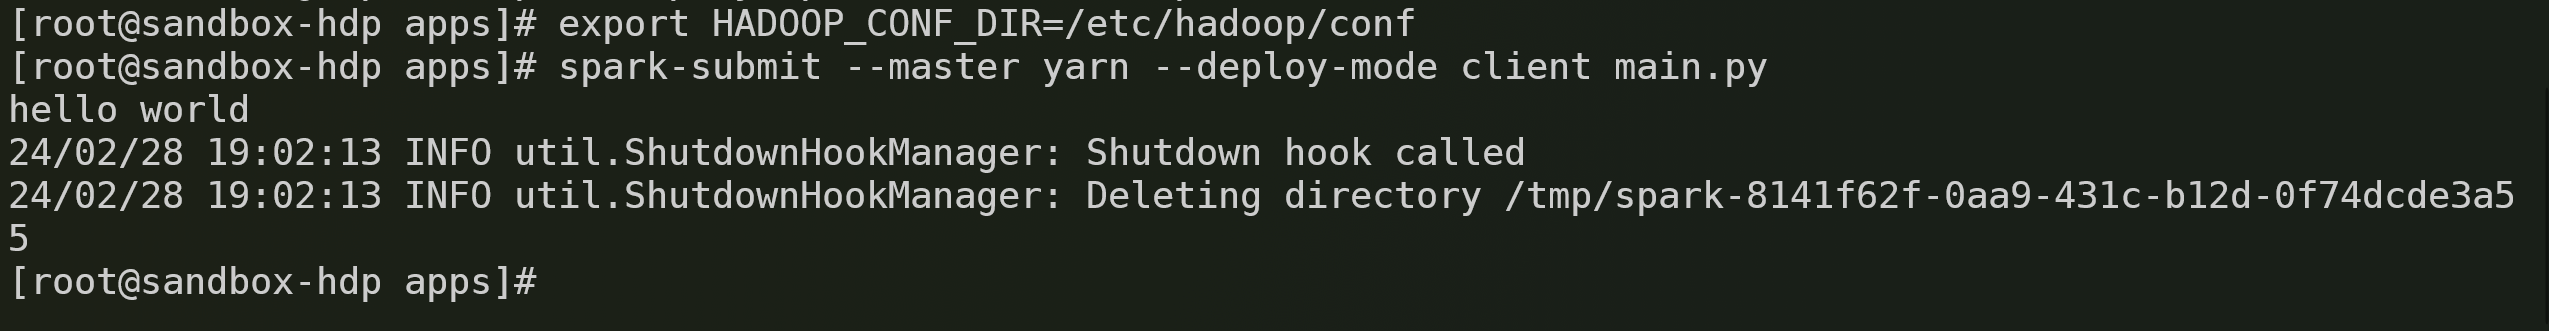 [root@sandbox-hdp apps]# export HADOOP_CONF_DIR=/etc/hadoop/conf
[root@sandbox-hdp apps]# spark-submit --master yarn --deploy-mode client main.py
hello world
24/02/28 19:02:13 INFO util.ShutdownHookManager: Shutdown hook called
24/02/28 19:02:13 INFO util.ShutdownHookManager: Deleting directory /tmp/spark-8141f62f-0aa9-431c-b12d-0f74dcde3a5
5
[root@sandbox-hdp apps]#